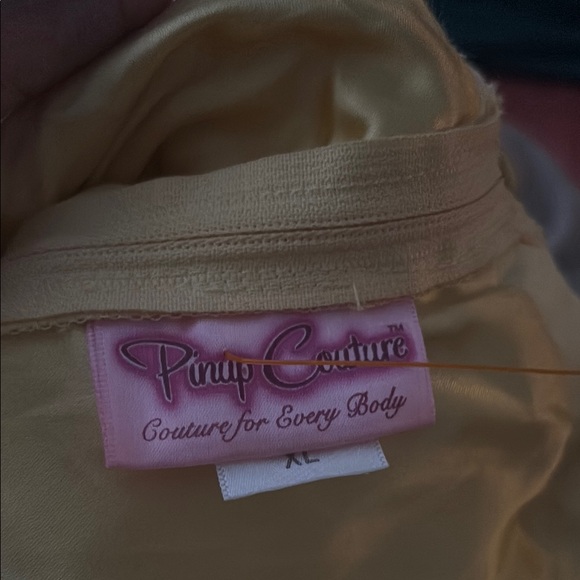 Pinup Couture™
Couture for Every Body
XL